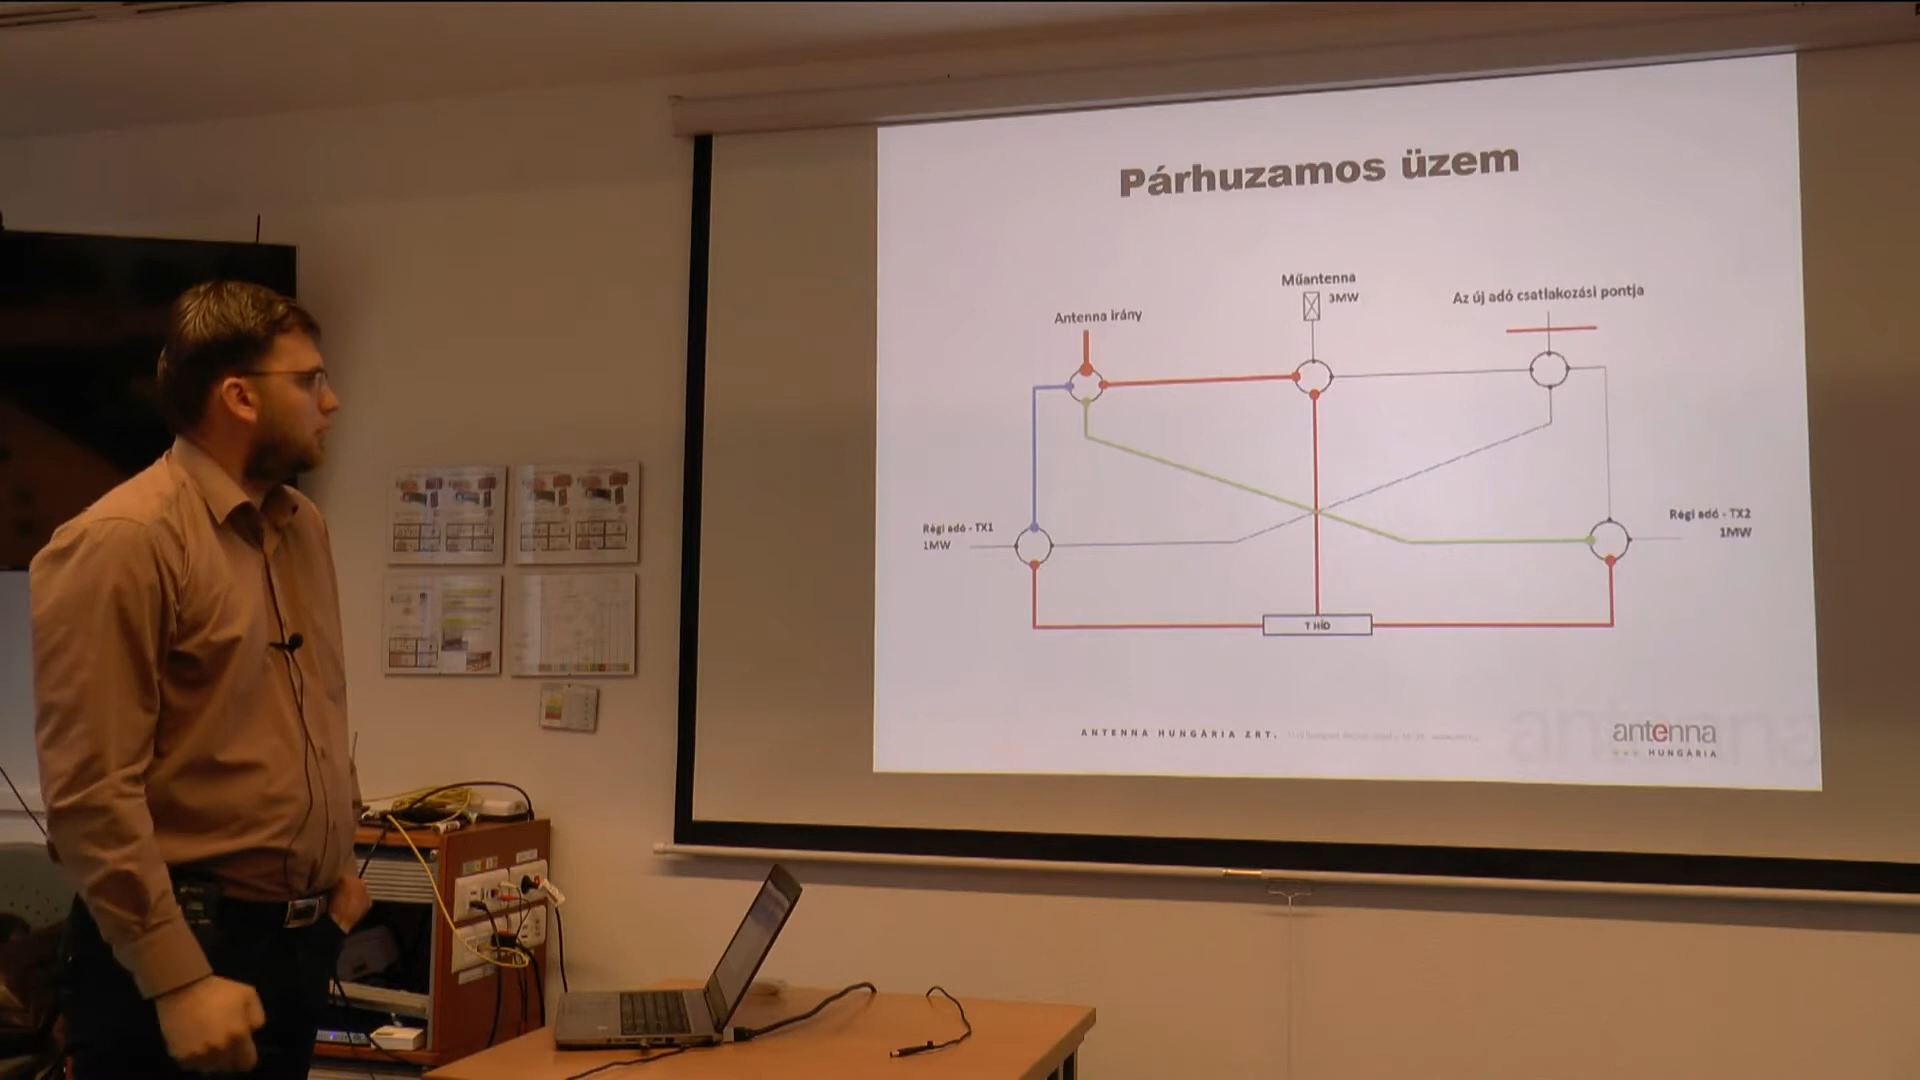 Párhuzamos üzem
Műantenna
3MW
Az új adó csatlakozási pontja
Antenna irány
Régi adó - TX1
1MW
Régi adó - TX2
1MW
T HÍD
ANTENNA HUNGÁRIA ZRT.
antenna
HUNGÁRIA